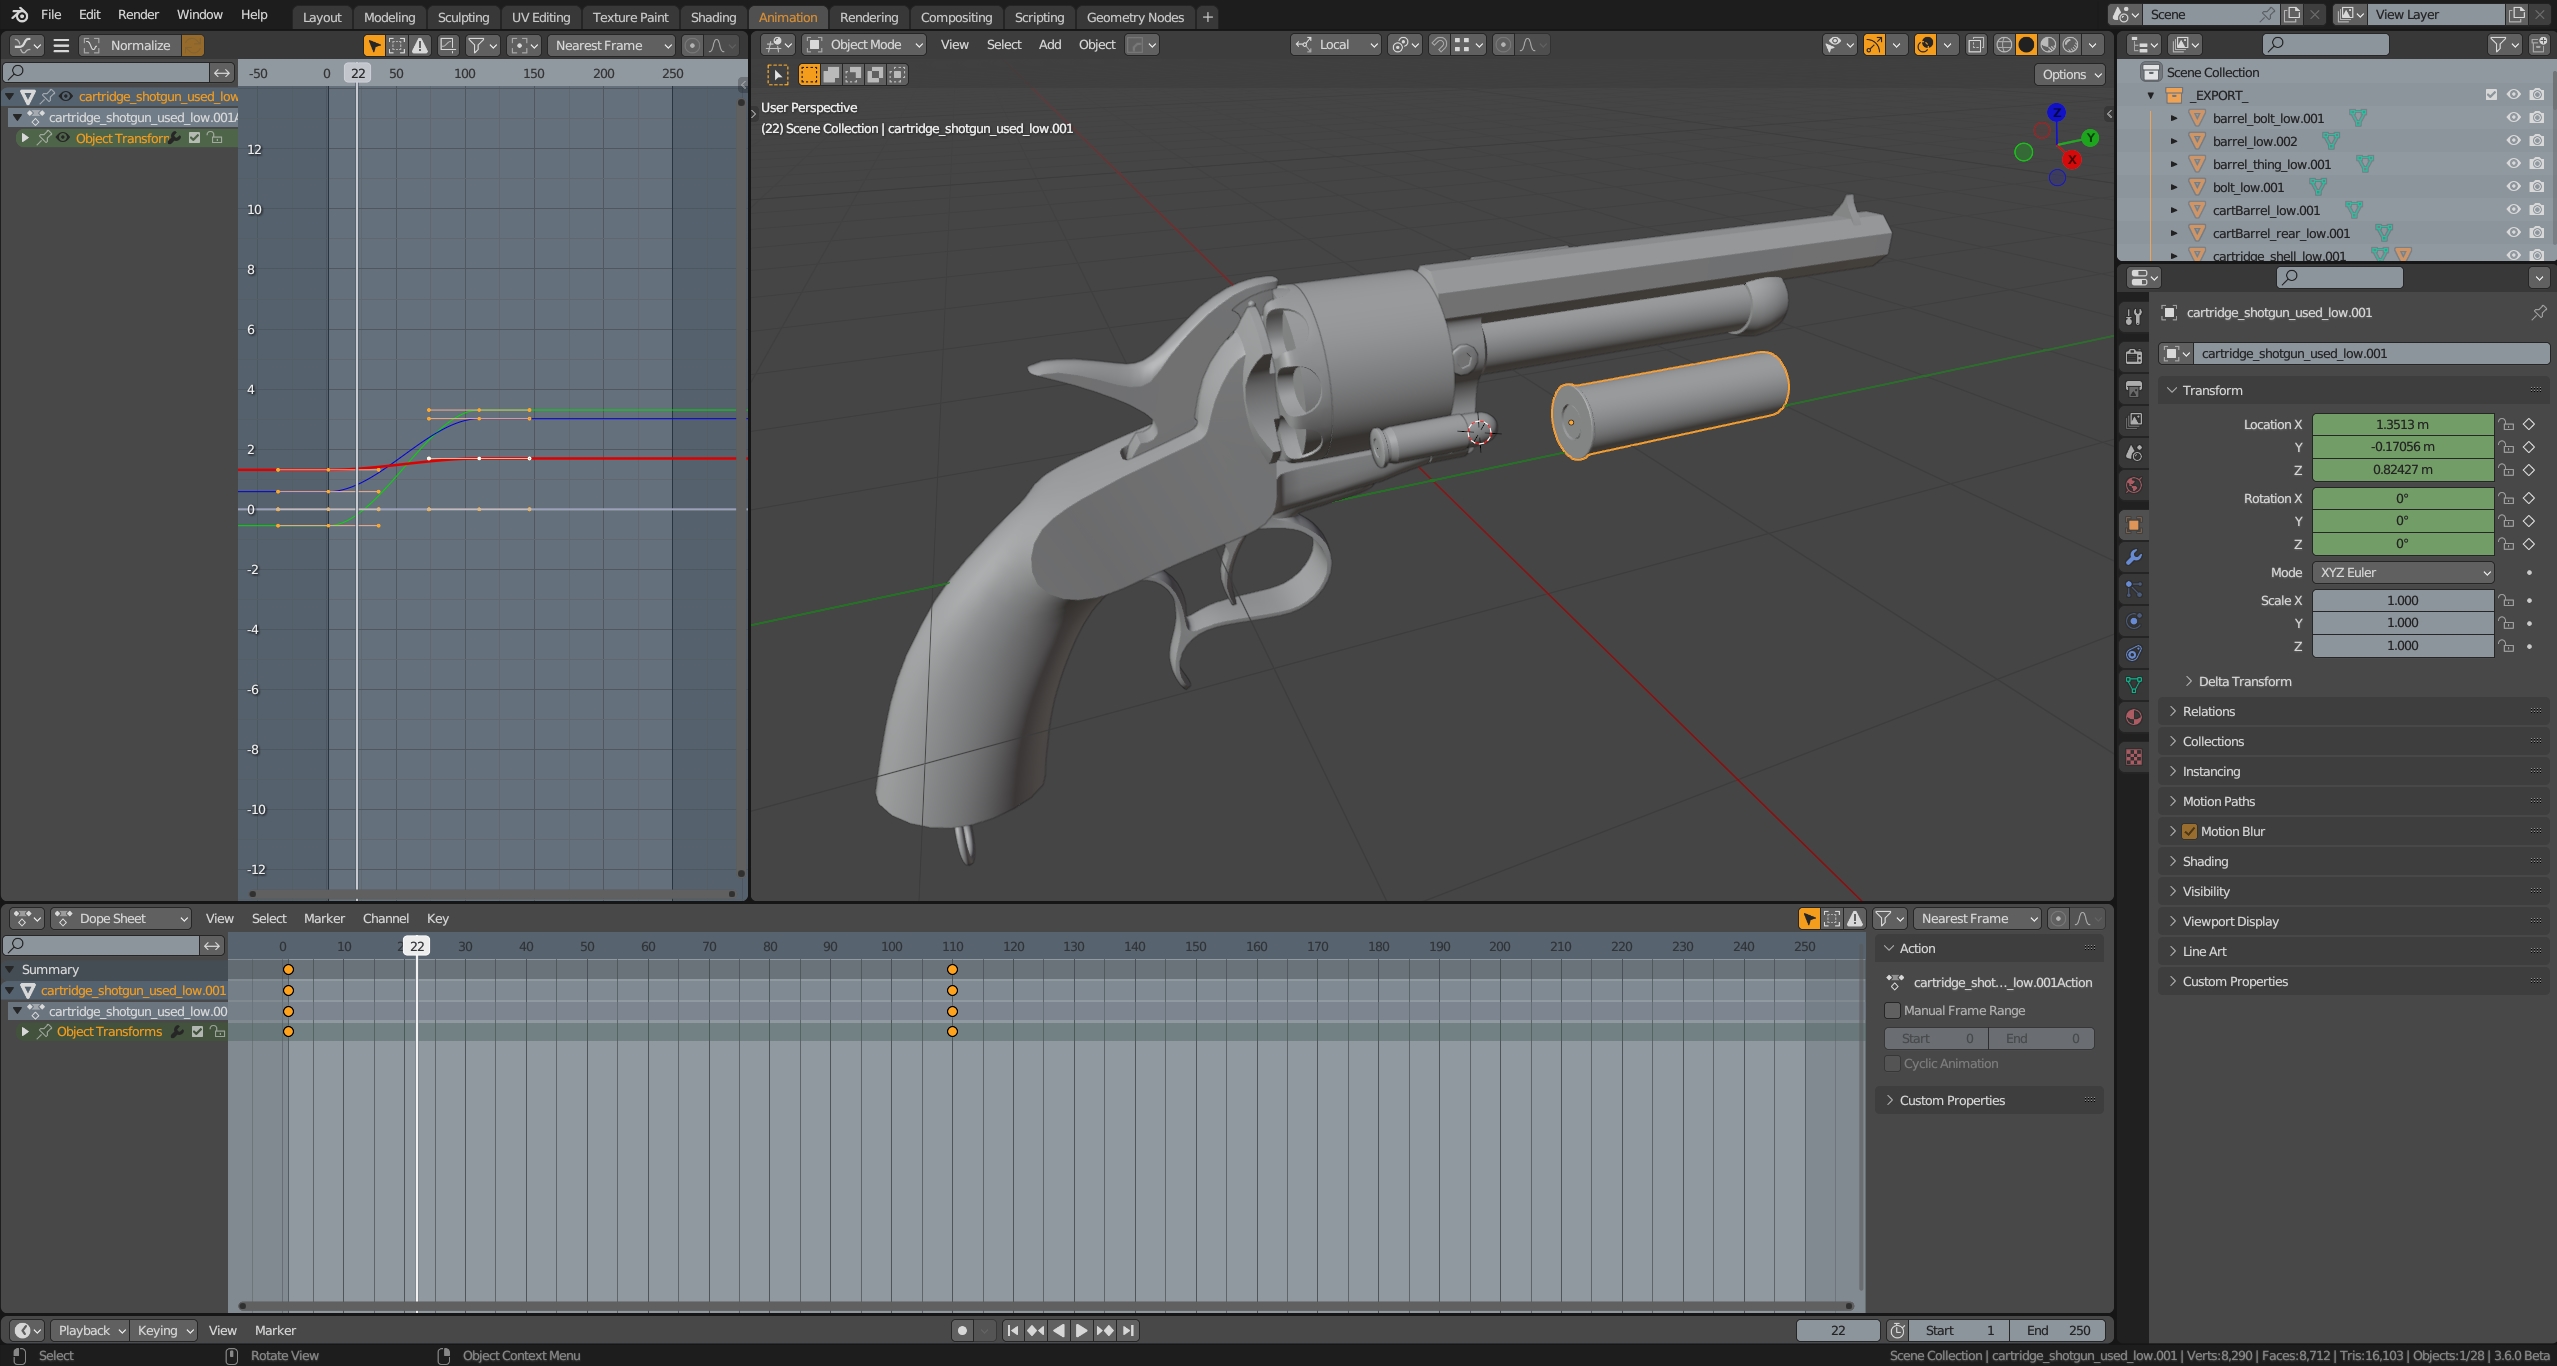 File Edit Render Window Help Layout Modeling Sculpting UV Editing Texture Paint Shading Animation Rendering Compositing Scripting Geometry Nodes + Scene View Layer
Normalize Nearest Frame
Object Mode View Select Add Object Local
Options
-50 0 22 50 100 150 200 250
cartridge_shotgun_used_low
cartridge_shotgun_used_low.001A
Object Transforr
12
10
8
6
4
2
0
-2
-4
-6
-8
-10
-12
User Perspective
(22) Scene Collection | cartridge_shotgun_used_low.001
Z
Y
X
Scene Collection
_EXPORT_
barrel_bolt_low.001
barrel_low.002
barrel_thing_low.001
bolt_low.001
cartBarrel_low.001
cartBarrel_rear_low.001
cartridge_shell_low.001
cartridge_shotgun_used_low.001
cartridge_shotgun_used_low.001
Transform
Location X 1.3513 m
Y -0.17056 m
Z 0.82427 m
Rotation X 0°
Y 0°
Z 0°
Mode XYZ Euler
Scale X 1.000
Y 1.000
Z 1.000
Delta Transform
Relations
Collections
Instancing
Motion Paths
Motion Blur
Shading
Visibility
Viewport Display
Line Art
Custom Properties
Dope Sheet View Select Marker Channel Key Nearest Frame
0 10 2 22 30 40 50 60 70 80 90 100 110 120 130 140 150 160 170 180 190 200 210 220 230 240 250
Summary
cartridge_shotgun_used_low.001
cartridge_shotgun_used_low.00
Object Transforms
Action
cartridge_shot..._low.001Action
Manual Frame Range
Start 0 End 0
Cyclic Animation
Custom Properties
Playback Keying View Marker 22 Start 1 End 250
Select Rotate View Object Context Menu Scene Collection | cartridge_shotgun_used_low.001 | Verts:8,290 | Faces:8,712 | Tris:16,103 | Objects:1/28 | 3.6.0 Beta